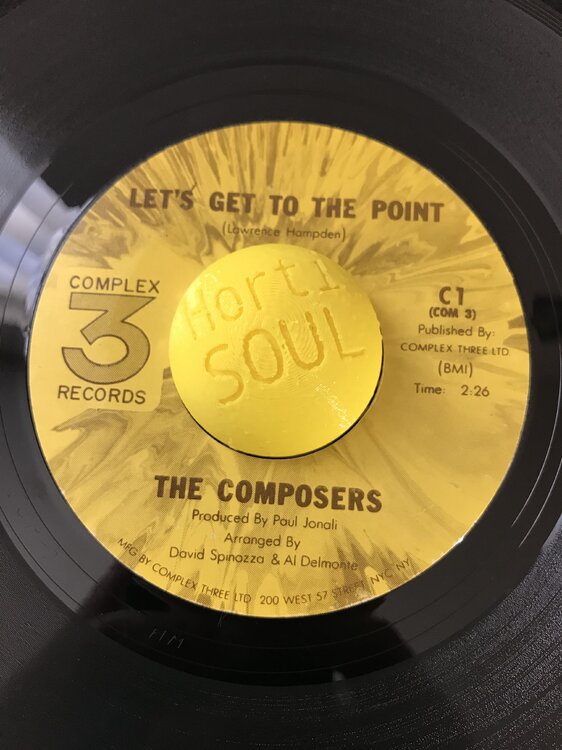 LET'S GET TO THE POINT
(Lawrence Hampden)
COMPLEX
3
RECORDS
Horti
SOUL
C1
(COM 3)
Published By:
COMPLEX THREE LTD.
(BMI)
Time: 2:26
THE COMPOSERS
Produced By Paul Jonali
Arranged By
David Spinozza & Al Delmonte
MFG BY COMPLEX THREE LTD 200 WEST 57 STREET, NYC NY